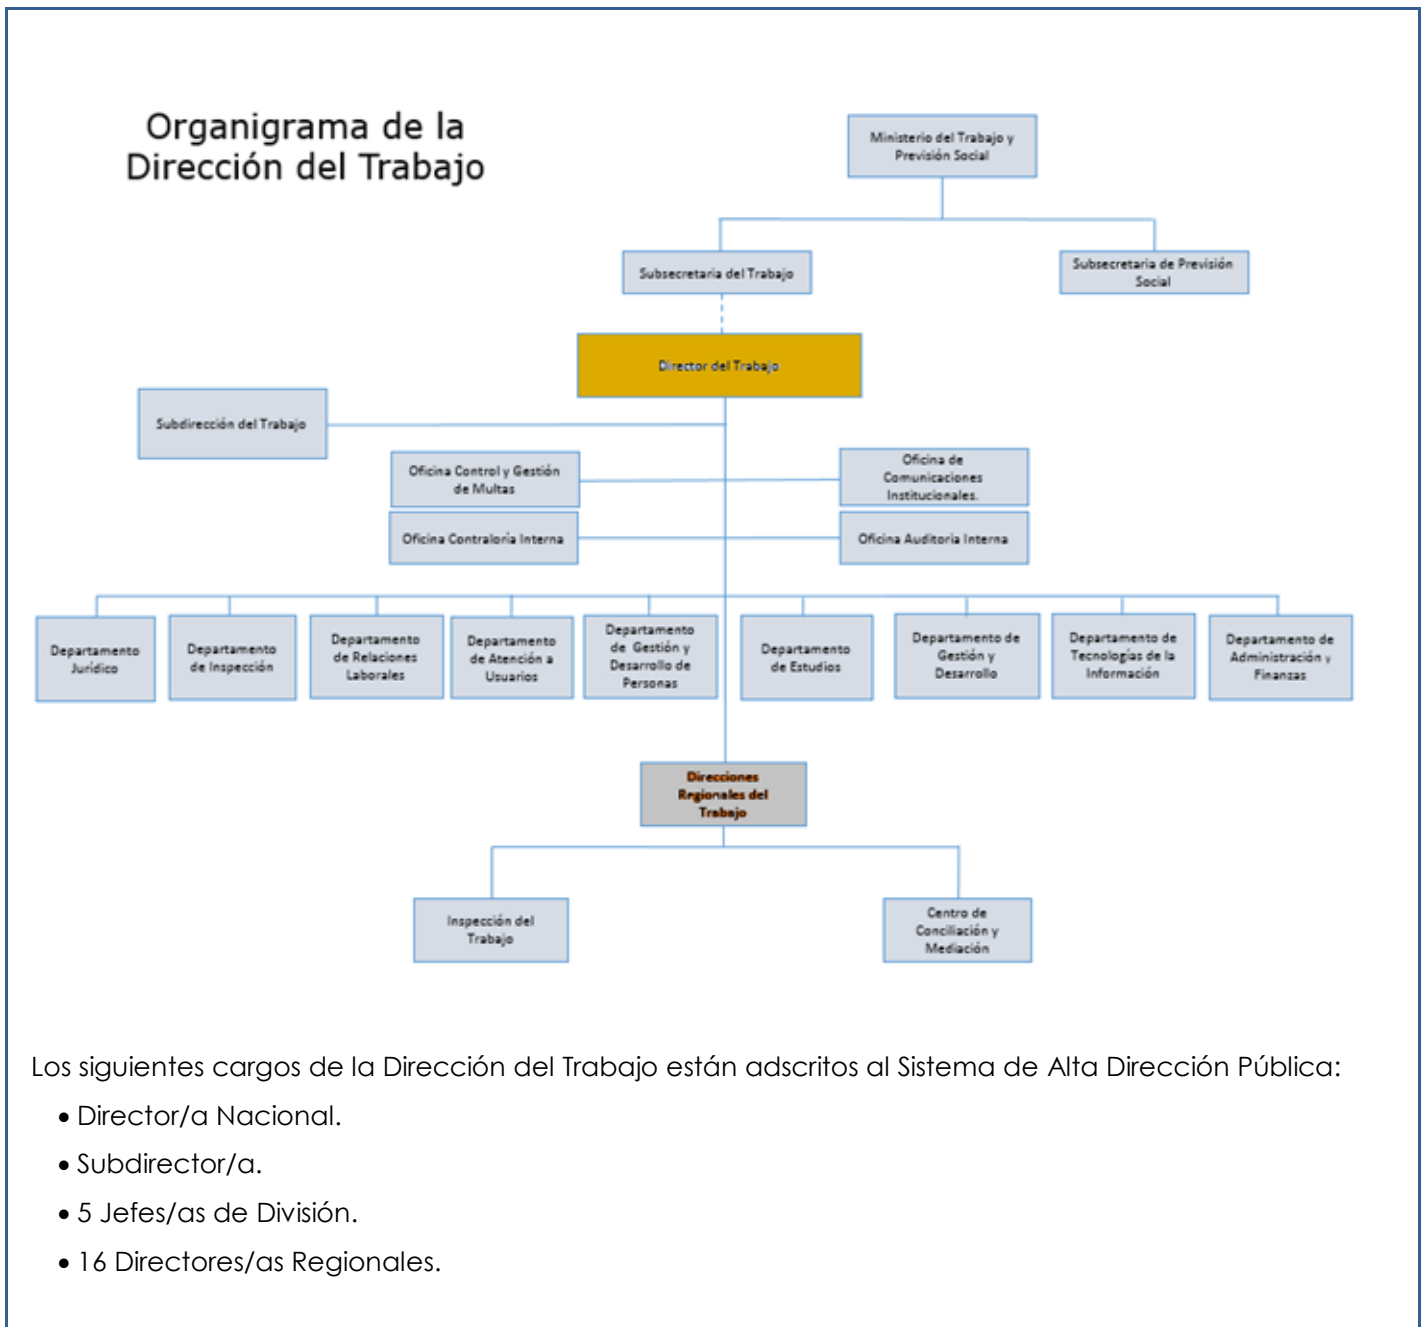 Organigrama de la
Dirección del Trabajo
Ministerio del Trabajo y
Previsión Social
Subsecretaria del Trabajo
Subsecretaria de Previsión
Social
Director del Trabajo
Subdirección del Trabajo
Oficina Control y Gestión
de Multas
Oficina de
Comunicaciones
Institucionales.
Oficina Contraloría Interna
Oficina Auditoria Interna
Departamento
Jurídico
Departamento
de Inspección
Departamento
de Relaciones
Laborales
Departamento
de Atención a
Usuarios
Departamento
de Gestión y
Desarrollo de
Personas
Departamento
de Estudios
Departamento de
Gestión y
Desarrollo
Departamento de
Tecnologías de la
Información
Departamento de
Administración y
Finanzas
Direcciones
Regionales del
Trabajo
Inspección del
Trabajo
Centro de
Conciliación y
Mediación
Los siguientes cargos de la Dirección del Trabajo están adscritos al Sistema de Alta Dirección Pública:
• Director/a Nacional.
• Subdirector/a.
• 5 Jefes/as de División.
• 16 Directores/as Regionales.